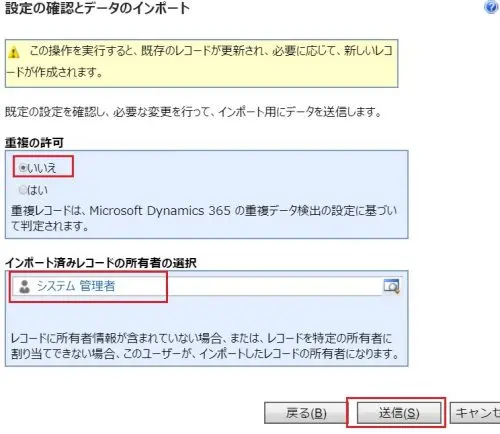 設定の確認とデータのインポート
この操作を実行すると、既存のレコードが更新され、必要に応じて、新しいレコ
ードが作成されます。
既定の設定を確認し、必要な変更を行って、インポート用にデータを送信します。
重複の許可
いいえ
はい
重複レコードは、Microsoft Dynamics 365 の重複データ検出の設定に基づい
て判定されます。
インポート済みレコードの所有者の選択
システム 管理者
レコードに所有者情報が含まれていない場合、または、レコードを特定の所有者に
割り当てできない場合、このユーザーが、インポートしたレコードの所有者になります。
戻る(B) 送信(S) キャンセ